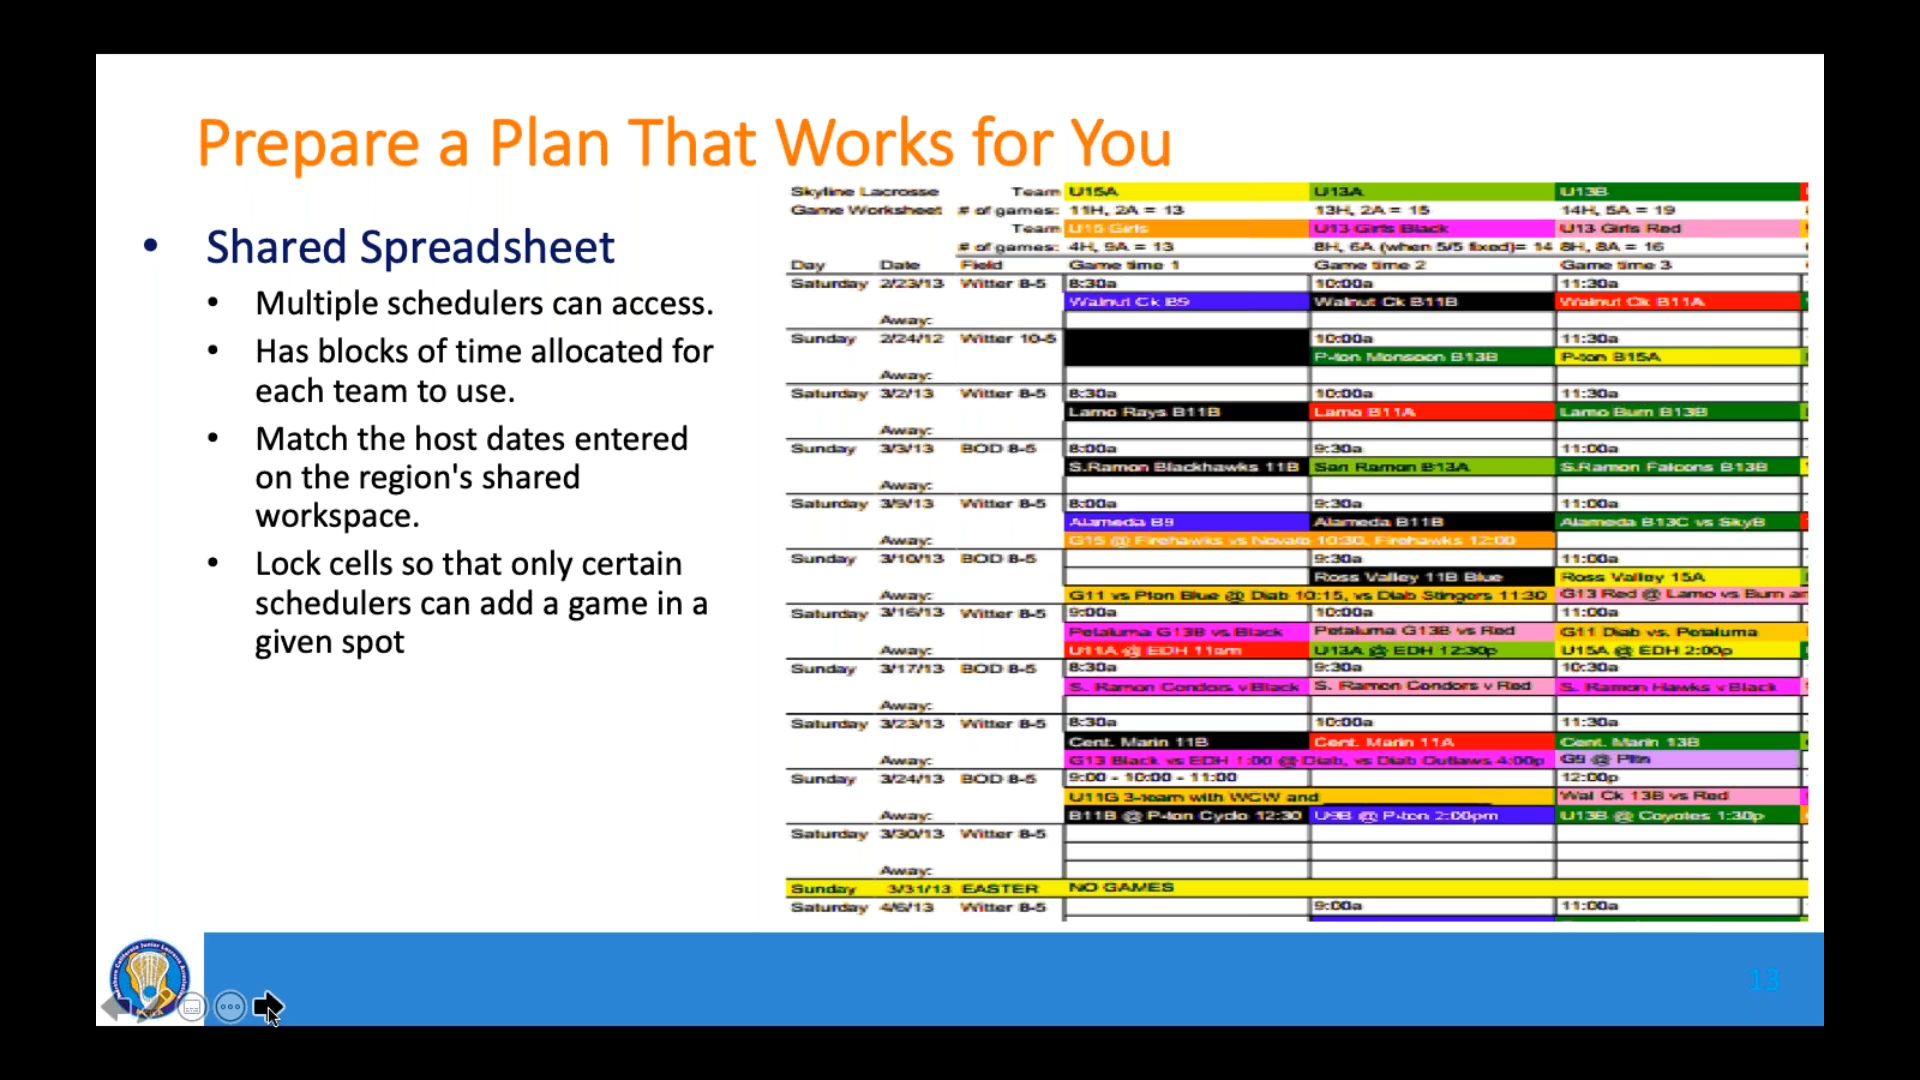 Prepare a Plan That Works for You
• Shared Spreadsheet
• Multiple schedulers can access.
• Has blocks of time allocated for
each team to use.
• Match the host dates entered
on the region's shared
workspace.
• Lock cells so that only certain
schedulers can add a game in a
given spot
Skyline Lacrosse Team U15A U13A U13B
Game Worksheet # of games: 11H, 2A = 13 13H, 2A = 15 14H, 5A = 19
Team U15 Girls U13 Girls Black U13 Girls Red
# of games: 4H, 9A = 13 8H, 6A (when 5/5 fixed)= 14 8H, 8A = 16
Day Date Field Game time 1 Game time 2 Game time 3
Saturday 2/23/13 Witter 8-5 8:30a 10:00a 11:30a
Walnut Ck B9 Walnut Ck B11B Walnut Ck B11A
Away:
Sunday 2/24/12 Witter 10-5 10:00a 11:30a
P-ton Monsoon B13B P-ton B15A
Away:
Saturday 3/2/13 Witter 8-5 8:30a 10:00a 11:30a
Lamo Rays B11B Lamo B11A Lamo Burn B13B
Away:
Sunday 3/3/13 BOD 8-5 8:00a 9:30a 11:00a
S.Ramon Blackhawks 11B San Ramon B13A S.Ramon Falcons B13B
Away:
Saturday 3/9/13 Witter 8-5 8:00a 9:30a 11:00a
Alameda B9 Alameda B11B Alameda B13C vs SkyB
Away: G15 @ Firehawks vs Novato 10:30, Firehawks 12:00
Sunday 3/10/13 BOD 8-5 9:30a 11:00a
Ross Valley 11B Blue Ross Valley 15A
Away: G11 vs Pton Blue @ Diab 10:15, vs Diab Stingers 11:30 G13 Red @ Lamo vs Burn
Saturday 3/16/13 Witter 8-5 9:00a 10:00a 11:00a
Petaluma G13B vs Black Petaluma G13B vs Red G11 Diab vs. Petaluma
Away: U11A @ EDH 11am U13A @ EDH 12:30p U15A @ EDH 2:00p
Sunday 3/17/13 BOD 8-5 8:30a 9:30a 10:30a
S. Ramon Condors v Black S. Ramon Condors v Red S. Ramon Hawks v Black
Away:
Saturday 3/23/13 Witter 8-5 8:30a 10:00a 11:30a
Cent. Marin 11B Cent. Marin 11A Cent. Marin 13B
Away: G13 Black vs EDH 1:00 @ Diab, vs Diab Outlaws 4:00p G9 @ Pltn
Sunday 3/24/13 BOD 8-5 9:00 - 10:00 - 11:00 12:00p
U11G 3-team with WCW and Wal Ck 13B vs Red
Away: B11B @ P-ton Cyclo 12:30 U9B @ P-ton 2:00pm U13B @ Coyotes 1:30p
Saturday 3/30/13 Witter 8-5
Away:
Sunday 3/31/13 EASTER NO GAMES
Saturday 4/6/13 Witter 8-5 9:00a 11:00a
13